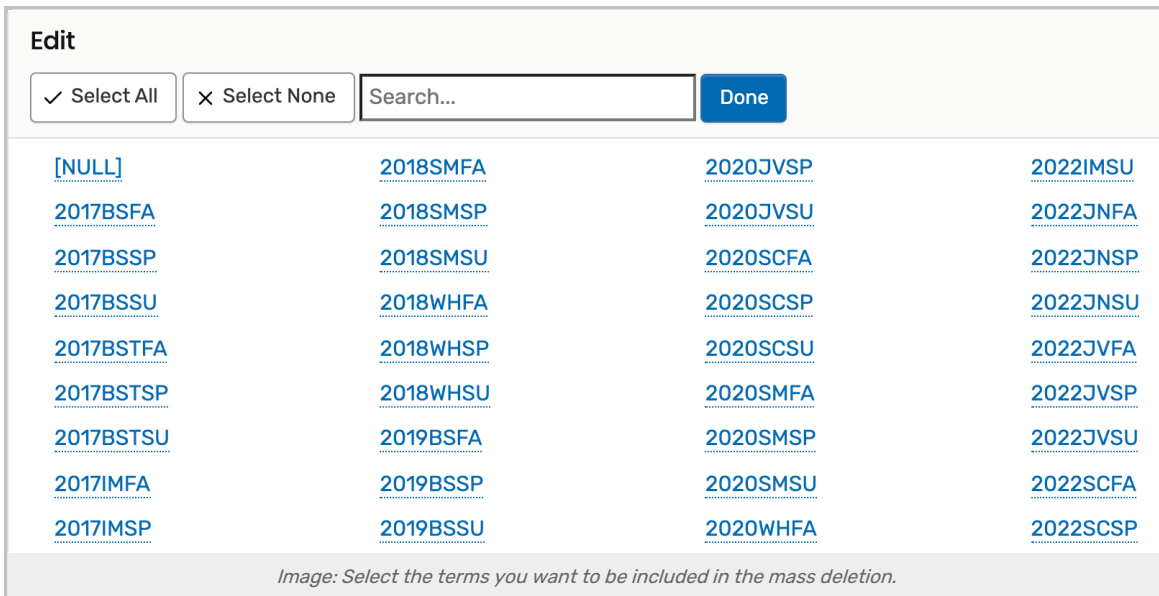 Edit
Select All Select None Search... Done
[NULL] 2018SMFA 2020JVSP 2022IMSU
2017BSFA 2018SMSP 2020JVSU 2022JNFA
2017BSSP 2018SMSU 2020SCFA 2022JNSP
2017BSSU 2018WHFA 2020SCSP 2022JNSU
2017BSTFA 2018WHSP 2020SCSU 2022JVFA
2017BSTSP 2018WHSU 2020SMFA 2022JVSP
2017BSTSU 2019BSFA 2020SMSP 2022JVSU
2017IMFA 2019BSSP 2020SMSU 2022SCFA
2017IMSP 2019BSSU 2020WHFA 2022SCSP
Image: Select the terms you want to be included in the mass deletion.